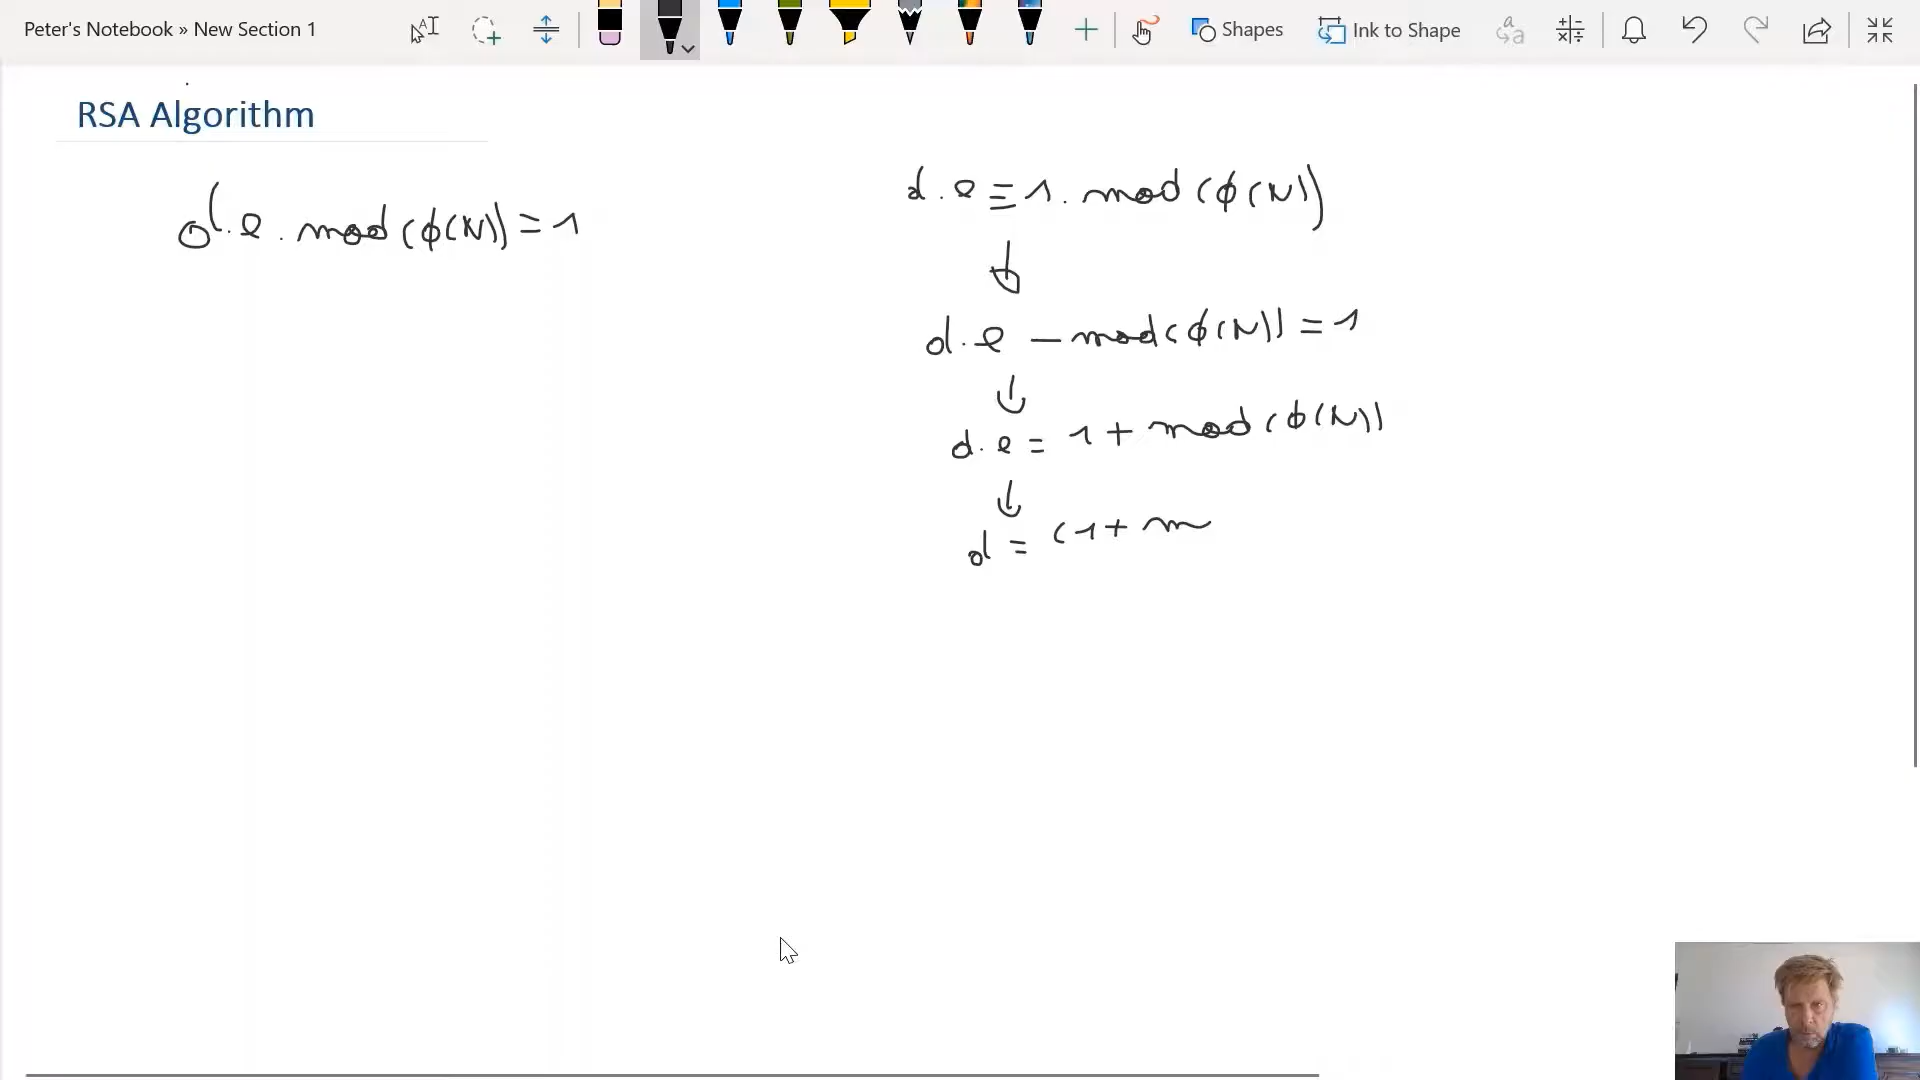 Peter's Notebook » New Section 1
Shapes
Ink to Shape
RSA Algorithm
d.e. mod(ϕ(N)) = 1
d.e ≡ 1. mod(ϕ(N))
d.e – mod(ϕ(N)) = 1
d.e = 1 + mod(ϕ(N))
d = (1 + m